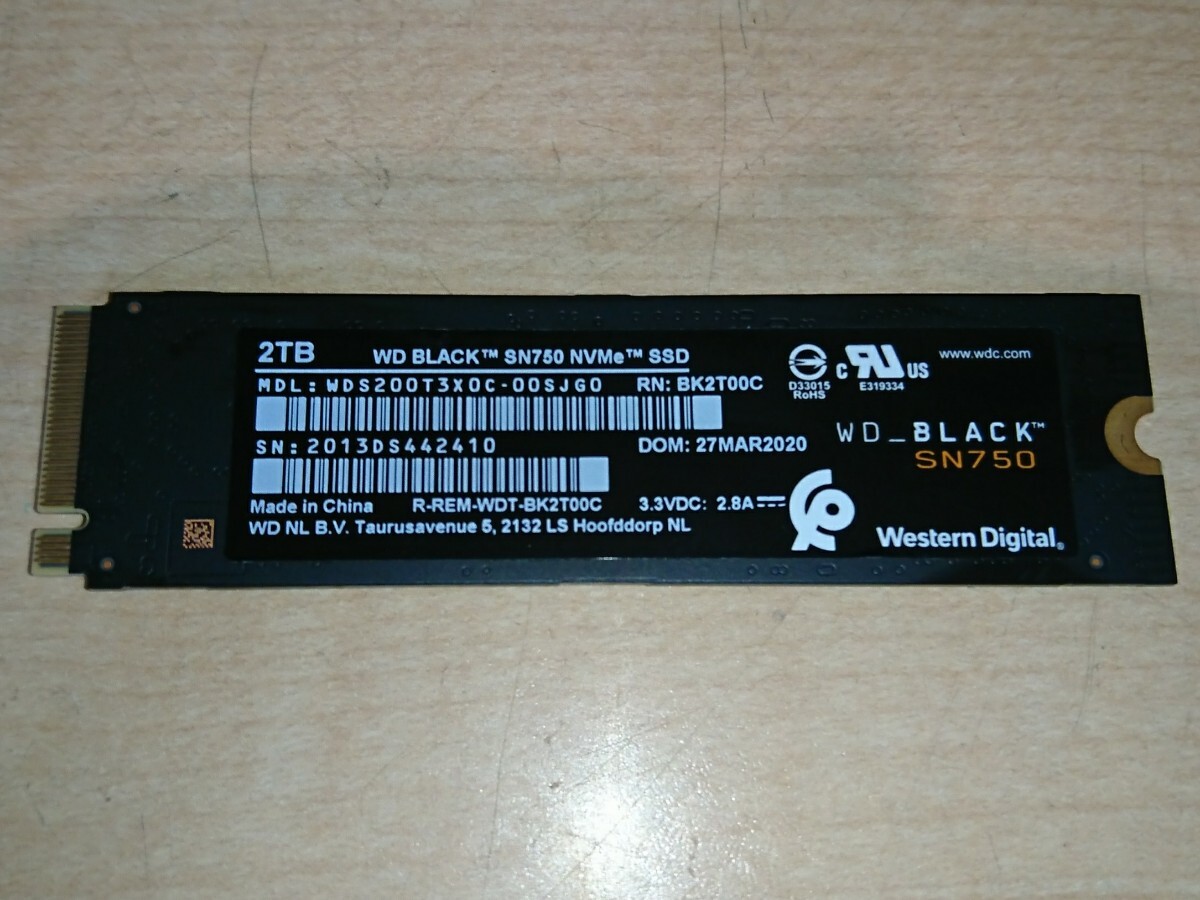 2TB WD BLACK™ SN750 NVMe™ SSD
MDL: WDS200T3X0C-00SJG0 RN: BK2T00C
SN: 2013DS442410 DOM: 27MAR2020
Made in China R-REM-WDT-BK2T00C 3.3VDC: 2.8A
WD NL B.V. Taurusavenue 5, 2132 LS Hoofddorp NL
D33015
RoHS
c RU US
E319334
www.wdc.com
WD_BLACK™
SN750
Western Digital®